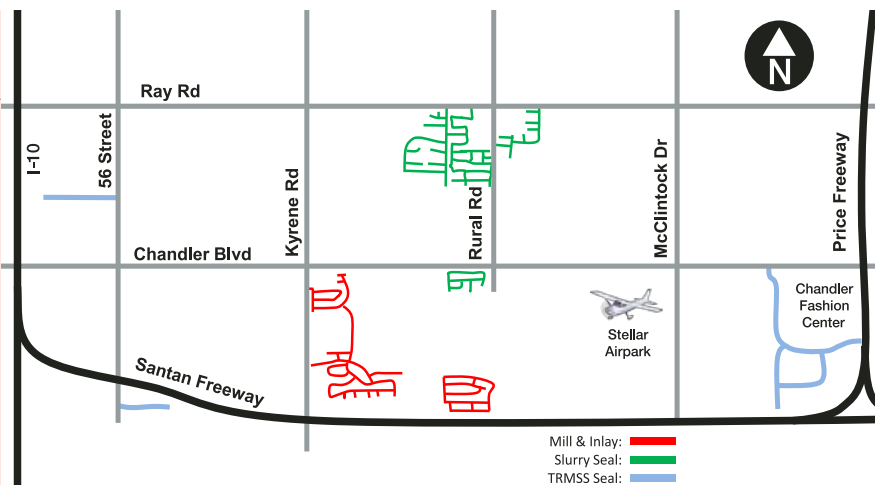 N
Ray Rd
I-10
56 Street
Kyrene Rd
Rural Rd
McClintock Dr
Price Freeway
Chandler Blvd
Chandler
Fashion
Center
Stellar
Airpark
Santan Freeway
Mill & Inlay:
Slurry Seal:
TRMSS Seal: